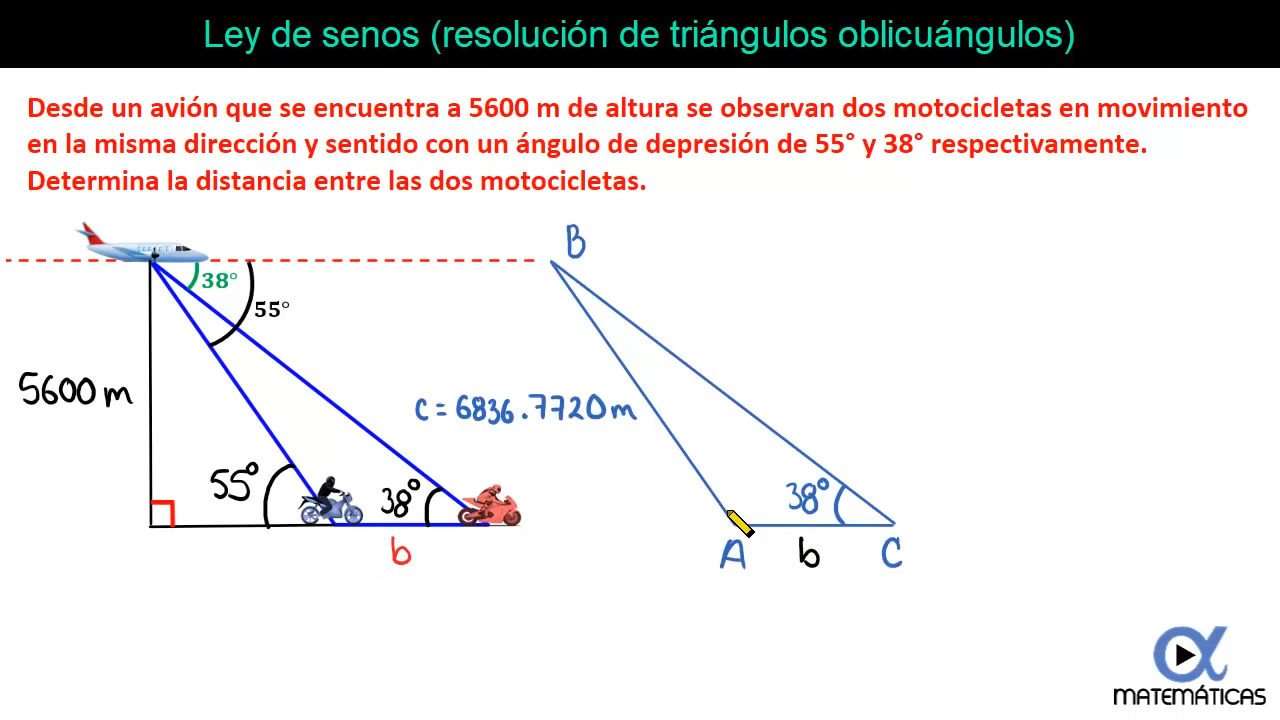 Ley de senos (resolución de triángulos oblicuángulos)
Desde un avión que se encuentra a 5600 m de altura se observan dos motocicletas en movimiento
en la misma dirección y sentido con un ángulo de depresión de 55° y 38° respectivamente.
Determina la distancia entre las dos motocicletas.
B
38°
55°
5600 m
c = 6836.7720 m
55°
38°
38°
b
A
b
C
MATEMÁTICAS